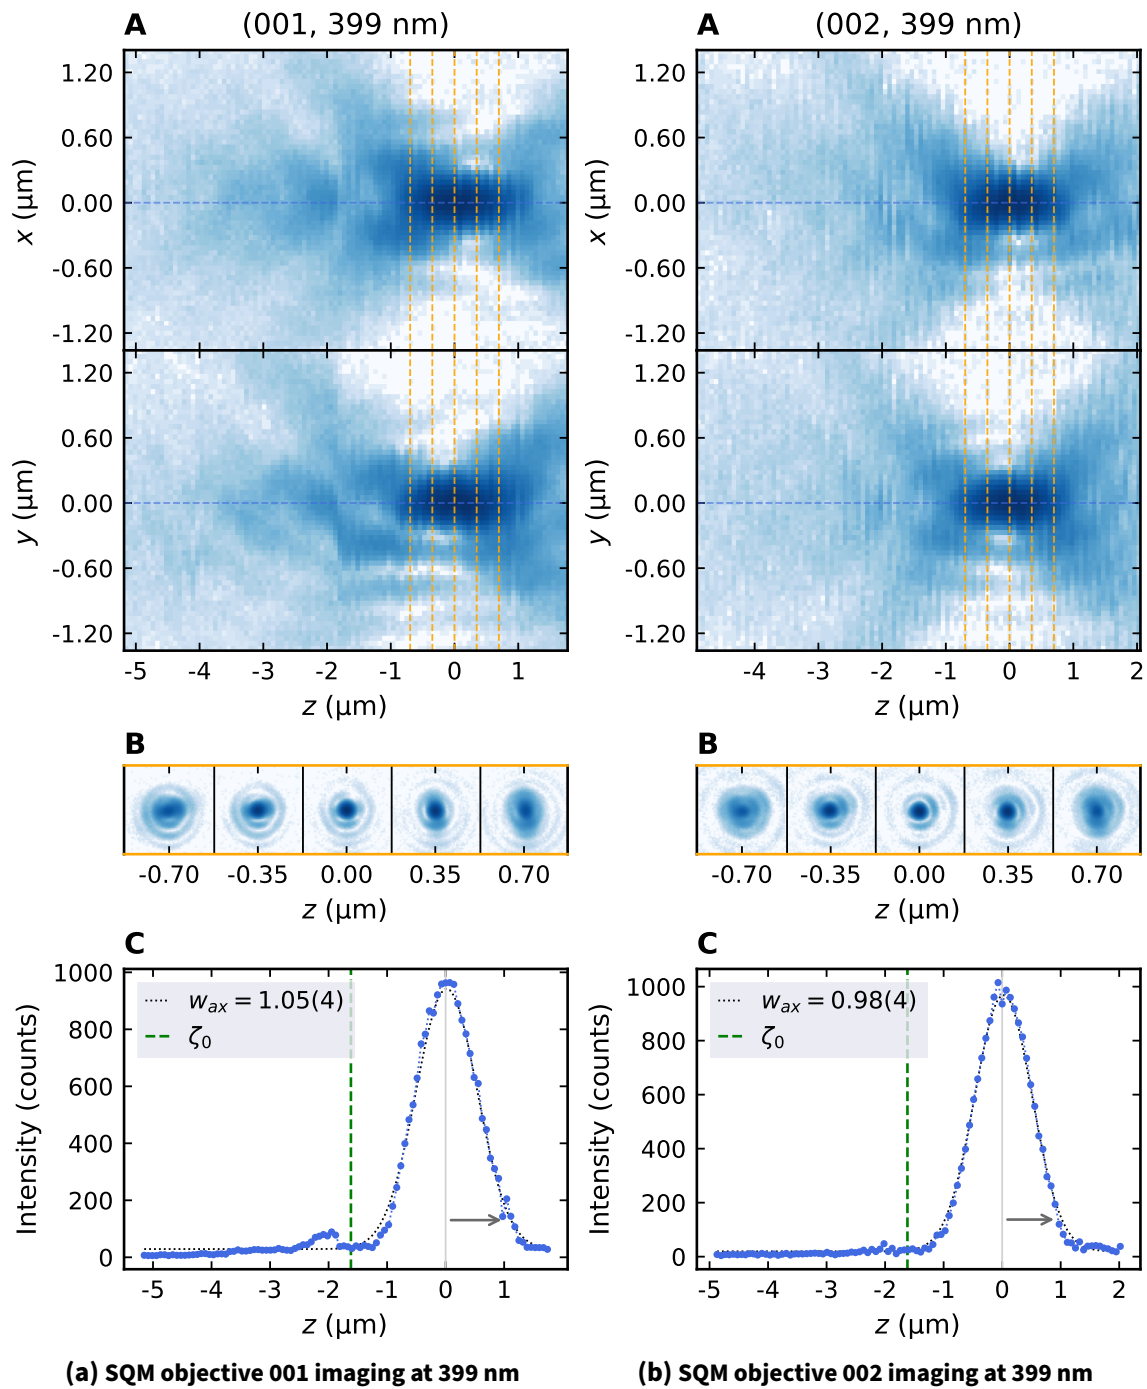 A (001, 399 nm)
1.20
0.60
0.00
-0.60
-1.20
x (μm)
1.20
0.60
0.00
-0.60
-1.20
y (μm)
-5 -4 -3 -2 -1 0 1
z (μm)
B
-0.70 -0.35 0.00 0.35 0.70
z (μm)
C
1000
800
600
400
200
0
Intensity (counts)
w_ax = 1.05(4)
ζ₀
-5 -4 -3 -2 -1 0 1
z (μm)
(a) SQM objective 001 imaging at 399 nm
A (002, 399 nm)
1.20
0.60
0.00
-0.60
-1.20
x (μm)
1.20
0.60
0.00
-0.60
-1.20
y (μm)
-4 -3 -2 -1 0 1 2
z (μm)
B
-0.70 -0.35 0.00 0.35 0.70
z (μm)
C
1000
800
600
400
200
0
Intensity (counts)
w_ax = 0.98(4)
ζ₀
-5 -4 -3 -2 -1 0 1 2
z (μm)
(b) SQM objective 002 imaging at 399 nm